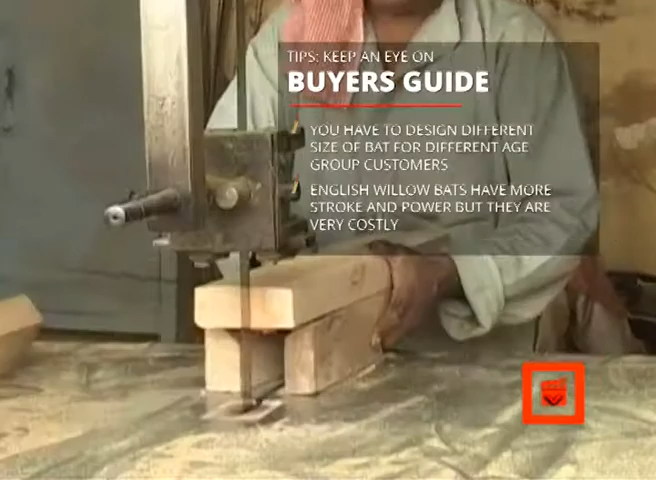 TIPS: KEEP AN EYE ON
BUYERS GUIDE
YOU HAVE TO DESIGN DIFFERENT
SIZE OF BAT FOR DIFFERENT AGE
GROUP CUSTOMERS
ENGLISH WILLOW BATS HAVE MORE
STROKE AND POWER BUT THEY ARE
VERY COSTLY